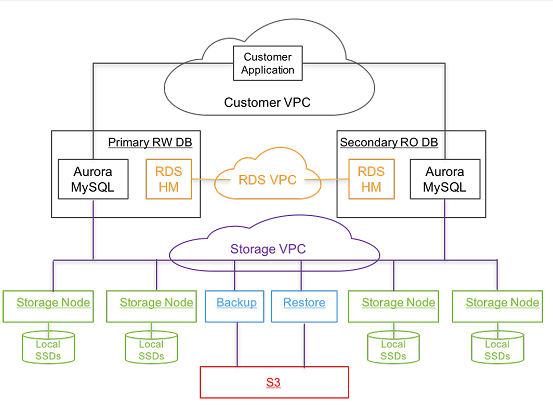 Customer
Application
Customer VPC
Primary RW DB
Secondary RO DB
Aurora
MySQL
RDS
HM
RDS VPC
RDS
HM
Aurora
MySQL
Storage VPC
Storage Node
Storage Node
Backup
Restore
Storage Node
Storage Node
Local
SSDs
Local
SSDs
Local
SSDs
Local
SSDs
S3